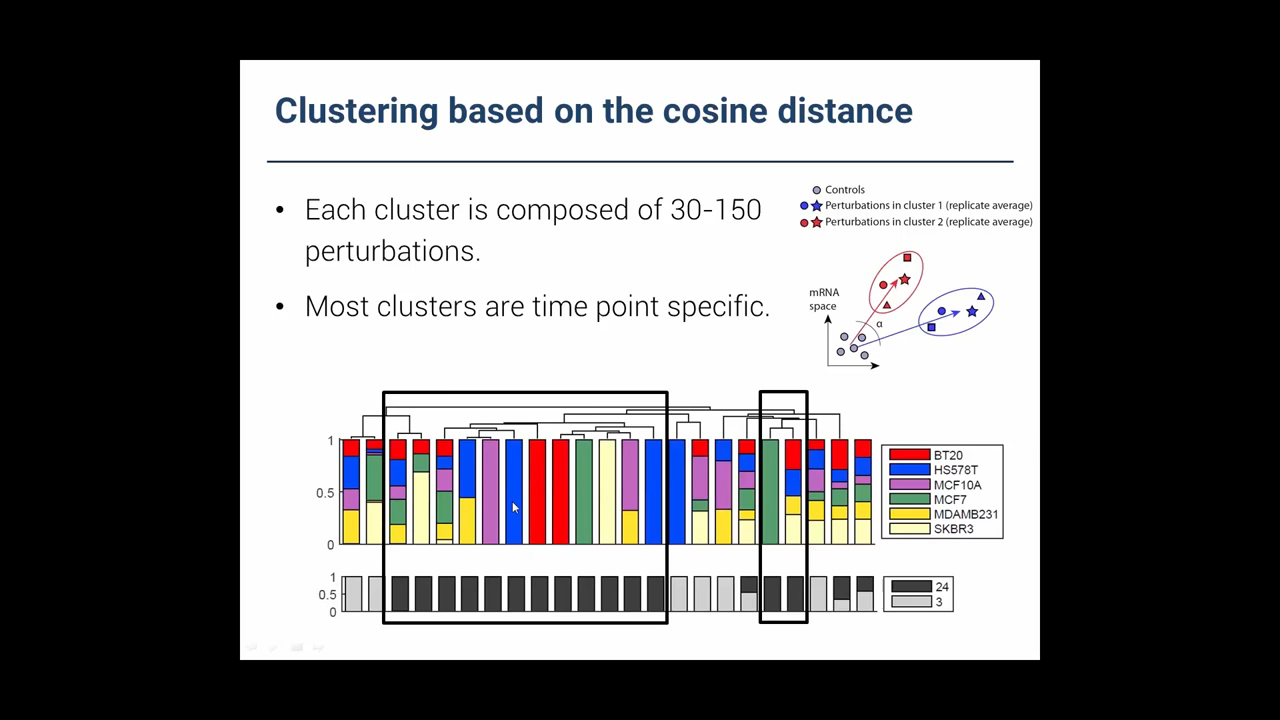 Clustering based on the cosine distance
• Each cluster is composed of 30-150
perturbations.
• Most clusters are time point specific.
Controls
Perturbations in cluster 1 (replicate average)
Perturbations in cluster 2 (replicate average)
mRNA
space
α
1
0.5
0
BT20
HS578T
MCF10A
MCF7
MDAMB231
SKBR3
1
0.5
0
24
3